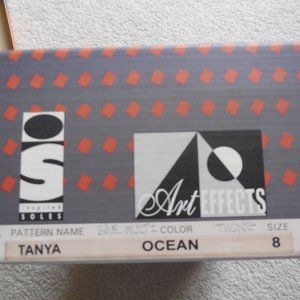 iS
inspired
SOLES
Art EFFECTS
PATTERN NAME BLUE MULTI COLOR THONG SIZE
TANYA OCEAN 8